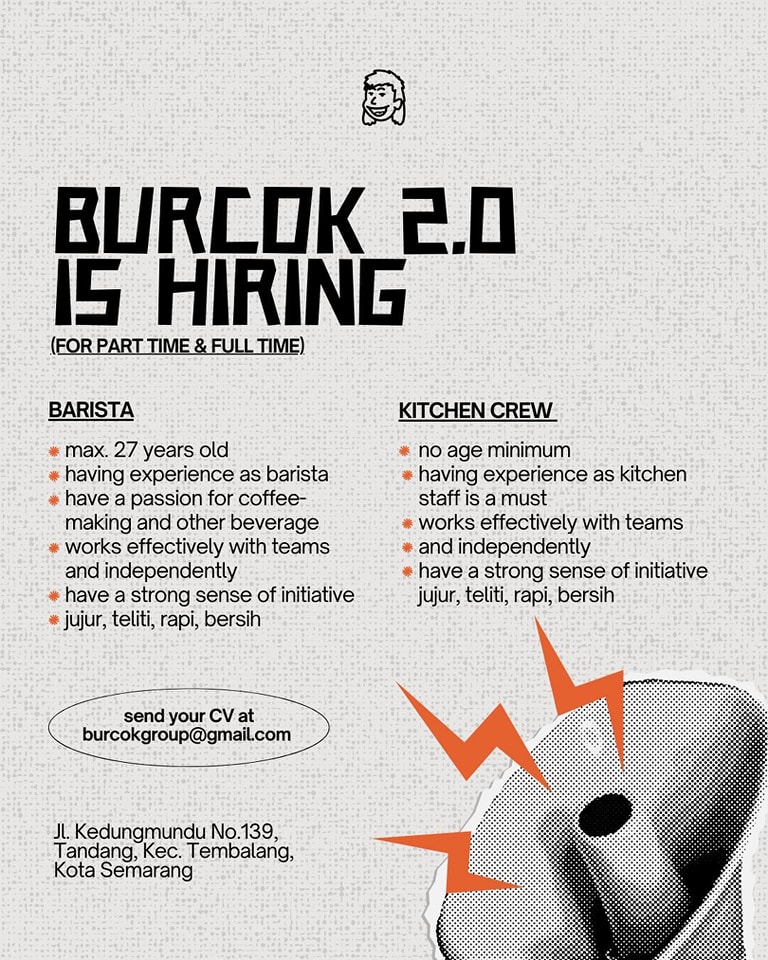 BURCOK 2.0
IS HIRING
(FOR PART TIME & FULL TIME)
BARISTA
max. 27 years old
having experience as barista
have a passion for coffee-
making and other beverage
works effectively with teams
and independently
have a strong sense of initiative
jujur, teliti, rapi, bersih
KITCHEN CREW
no age minimum
having experience as kitchen
staff is a must
works effectively with teams
and independently
have a strong sense of initiative
jujur, teliti, rapi, bersih
send your CV at
burcokgroup@gmail.com
Jl. Kedungmundu No.139,
Tandang, Kec. Tembalang,
Kota Semarang